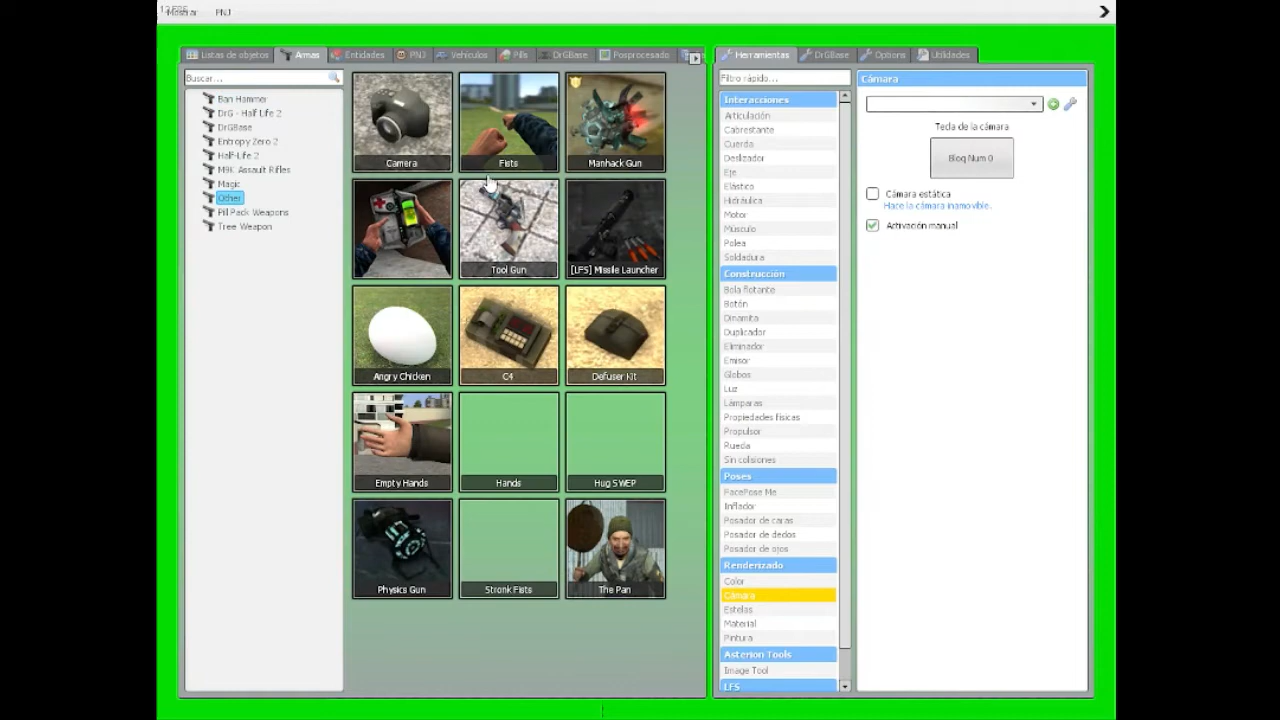 Mostrar
PNJ
Listas de objetos
Armas
Entidades
PNJ
Vehículos
Pills
DrGBase
Posprocesado
Buscar...
Ban Hammer
DrG - Half Life 2
DrGBase
Entropy Zero 2
Half-Life 2
M9K Assault Rifles
Magic
Other
Pill Pack Weapons
Tree Weapon
Camera
Fists
Manhack Gun
Tool Gun
[LFS] Missile Launcher
Angry Chicken
C4
Defuser Kit
Empty Hands
Hands
Hug SWEP
Physics Gun
Stronk Fists
The Pan
Herramientas
DrGBase
Options
Utilidades
Filtro rápido...
Interacciones
Articulación
Cabrestante
Cuerda
Deslizador
Eje
Elástico
Hidráulica
Motor
Músculo
Polea
Soldadura
Construcción
Bola flotante
Botón
Dinamita
Duplicador
Eliminador
Emisor
Globos
Luz
Lámparas
Propiedades físicas
Propulsor
Rueda
Sin colisiones
Poses
FacePose Me
Inflador
Posador de caras
Posador de dedos
Posador de ojos
Renderizado
Color
Cámara
Estelas
Material
Pintura
Asterion Tools
Image Tool
LFS
Cámara
Tecla de la cámara
Bloq Num 0
Cámara estática
Hace la cámara inamovible.
Activación manual